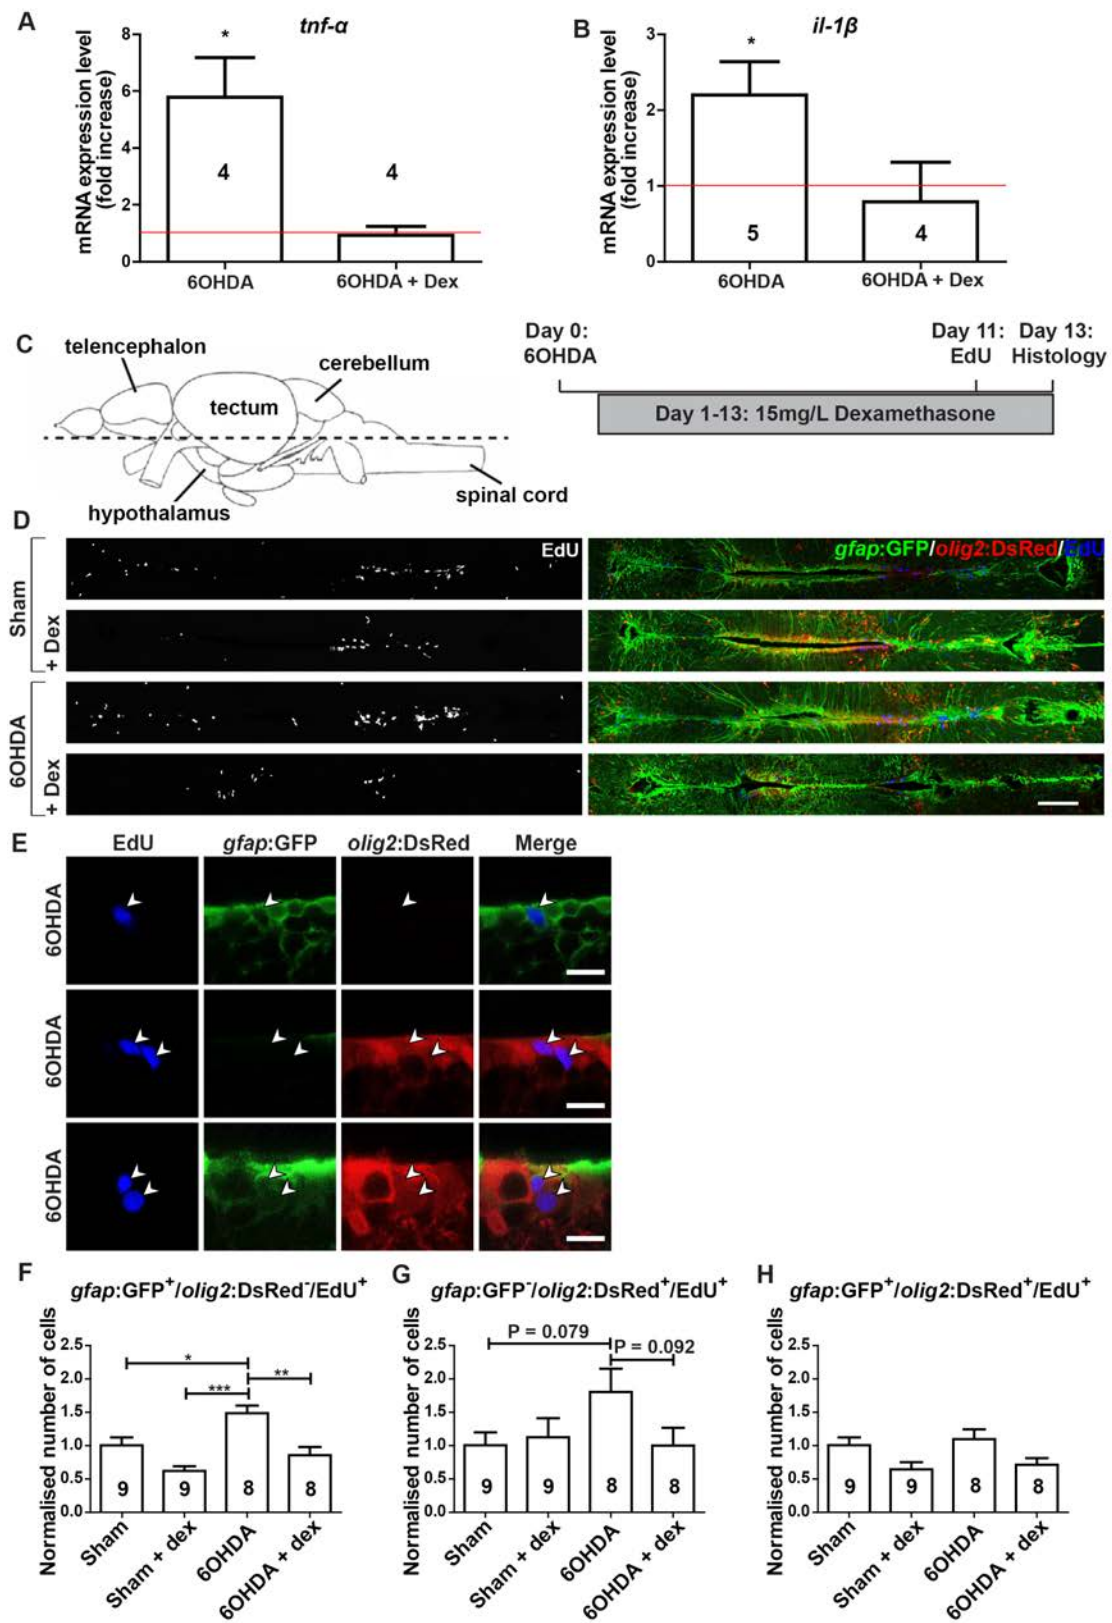 A
tnf-α
mRNA expression level
(fold increase)
8
6
4
2
0
*
4
4
6OHDA
6OHDA + Dex
B
il-1β
mRNA expression level
(fold increase)
3
2
1
0
*
5
4
6OHDA
6OHDA + Dex
C
telencephalon
cerebellum
tectum
hypothalamus
spinal cord
Day 0:
6OHDA
Day 11:
EdU
Day 13:
Histology
Day 1-13: 15mg/L Dexamethasone
D
Sham
+ Dex
6OHDA
+ Dex
EdU
gfap:GFP/olig2:DsRed/EdU
E
EdU
gfap:GFP
olig2:DsRed
Merge
6OHDA
6OHDA
6OHDA
F
gfap:GFP+/olig2:DsRed-/EdU+
Normalised number of cells
2.5
2.0
1.5
1.0
0.5
0.0
*
**
***
9
9
8
8
Sham
Sham + dex
6OHDA
6OHDA + dex
G
gfap:GFP-/olig2:DsRed+/EdU+
Normalised number of cells
2.5
2.0
1.5
1.0
0.5
0.0
P = 0.079
P = 0.092
9
9
8
8
Sham
Sham + dex
6OHDA
6OHDA + dex
H
gfap:GFP+/olig2:DsRed+/EdU+
Normalised number of cells
2.5
2.0
1.5
1.0
0.5
0.0
9
9
8
8
Sham
Sham + dex
6OHDA
6OHDA + dex